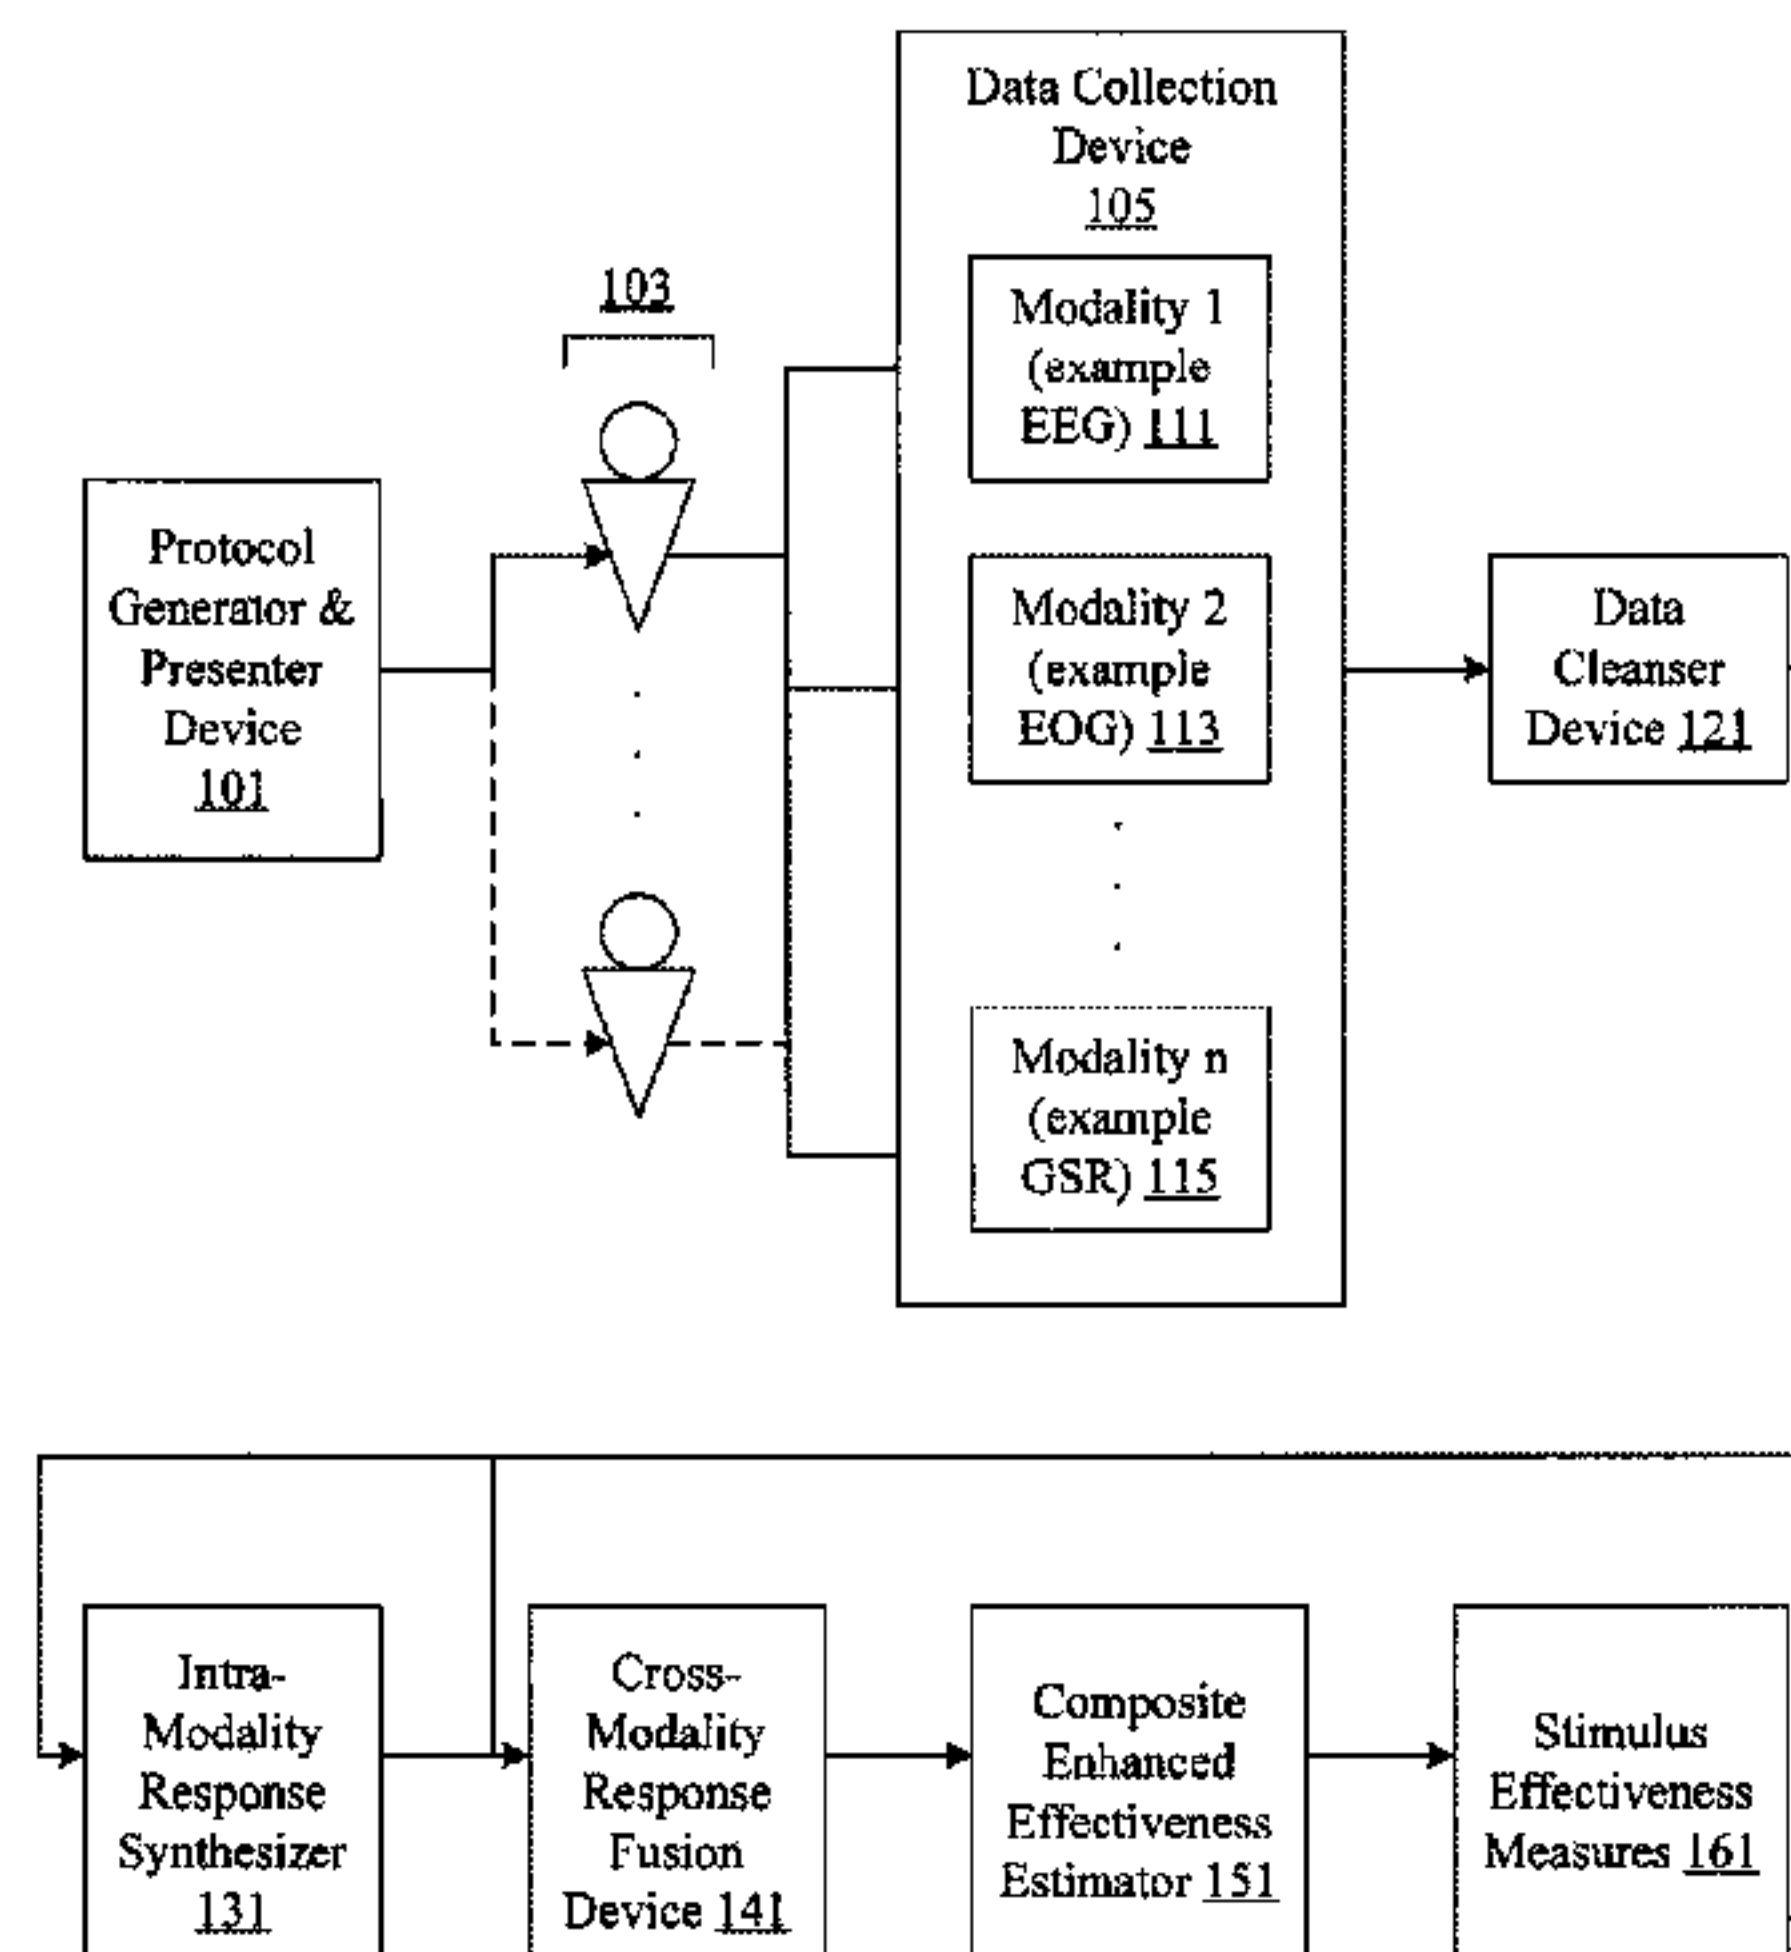 Data Collection
Device
105
103
Modality 1
(example
EEG) 111
Protocol
Generator &
Presenter
Device
101
Modality 2
(example
EOG) 113
Data
Cleanser
Device 121
Modality n
(example
GSR) 115
Intra-
Modality
Response
Synthesizer
131
Cross-
Modality
Response
Fusion
Device 141
Composite
Enhanced
Effectiveness
Estimator 151
Stimulus
Effectiveness
Measures 161